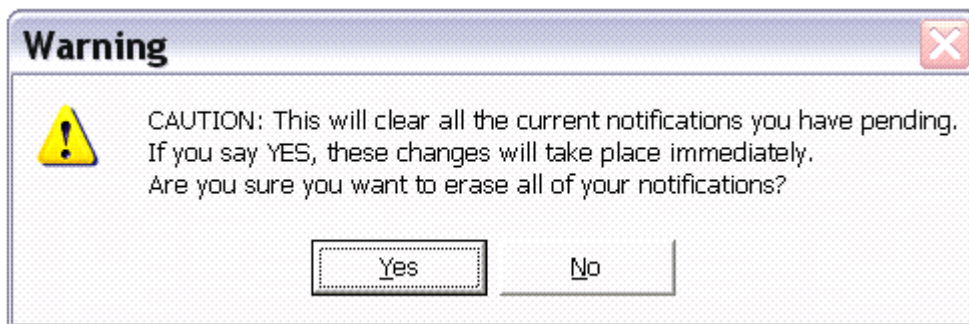 Warning
CAUTION: This will clear all the current notifications you have pending.
If you say YES, these changes will take place immediately.
Are you sure you want to erase all of your notifications?
Yes No